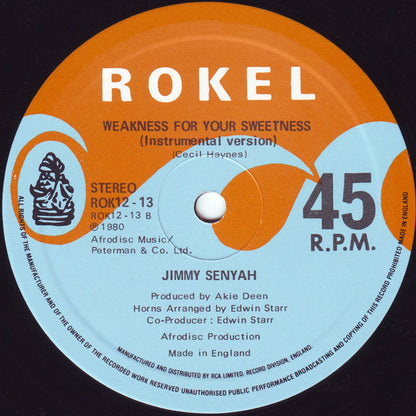 ROKEL
WEAKNESS FOR YOUR SWEETNESS
(Instrumental version)
(Cecil Haynes)
STEREO
ROK12-13
ROK12-13 B
℗ 1980
Afrodisc Music/
Peterman & Co. Ltd.
45
R.P.M.
JIMMY SENYAH
Produced by Akie Deen
Horns Arranged by Edwin Starr
Co-Producer : Edwin Starr
Afrodisc Production
Made in England
ALL RIGHTS OF THE MANUFACTURER AND OF THE OWNER OF THE RECORDED WORK RESERVED UNAUTHORISED PUBLIC PERFORMANCE BROADCASTING AND COPYING OF THIS RECORD PROHIBITED MADE IN ENGLAND
MANUFACTURED AND DISTRIBUTED BY RCA LIMITED, RECORD DIVISION, ENGLAND.